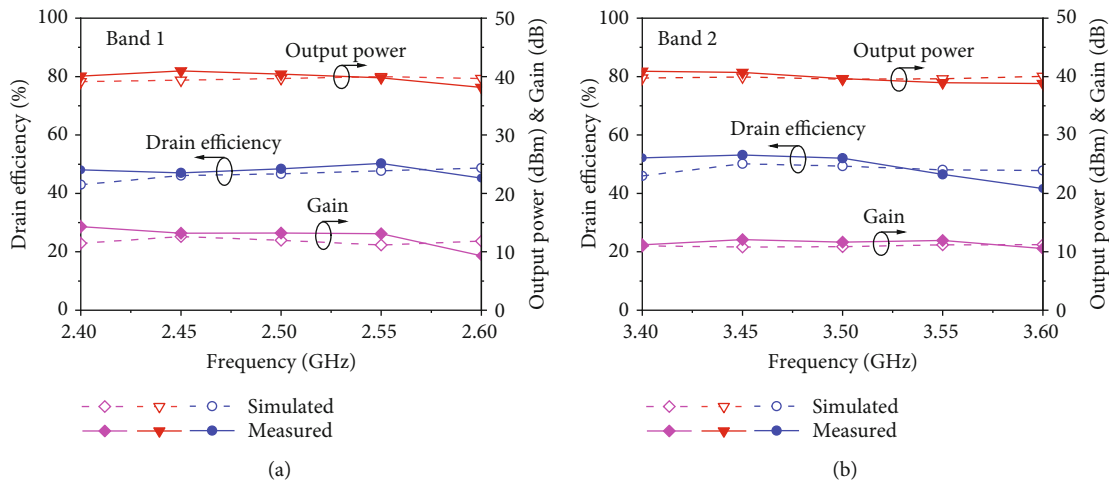 Band 1
Output power
Drain efficiency
Gain
100
80
60
40
20
0
50
40
30
20
10
0
2.40
2.45
2.50
2.55
2.60
Drain efficiency (%)
Output power (dBm) & Gain (dB)
Frequency (GHz)
Simulated
Measured
(a)
Band 2
Output power
Drain efficiency
Gain
100
80
60
40
20
0
50
40
30
20
10
0
3.40
3.45
3.50
3.55
3.60
Drain efficiency (%)
Output power (dBm) & Gain (dB)
Frequency (GHz)
Simulated
Measured
(b)